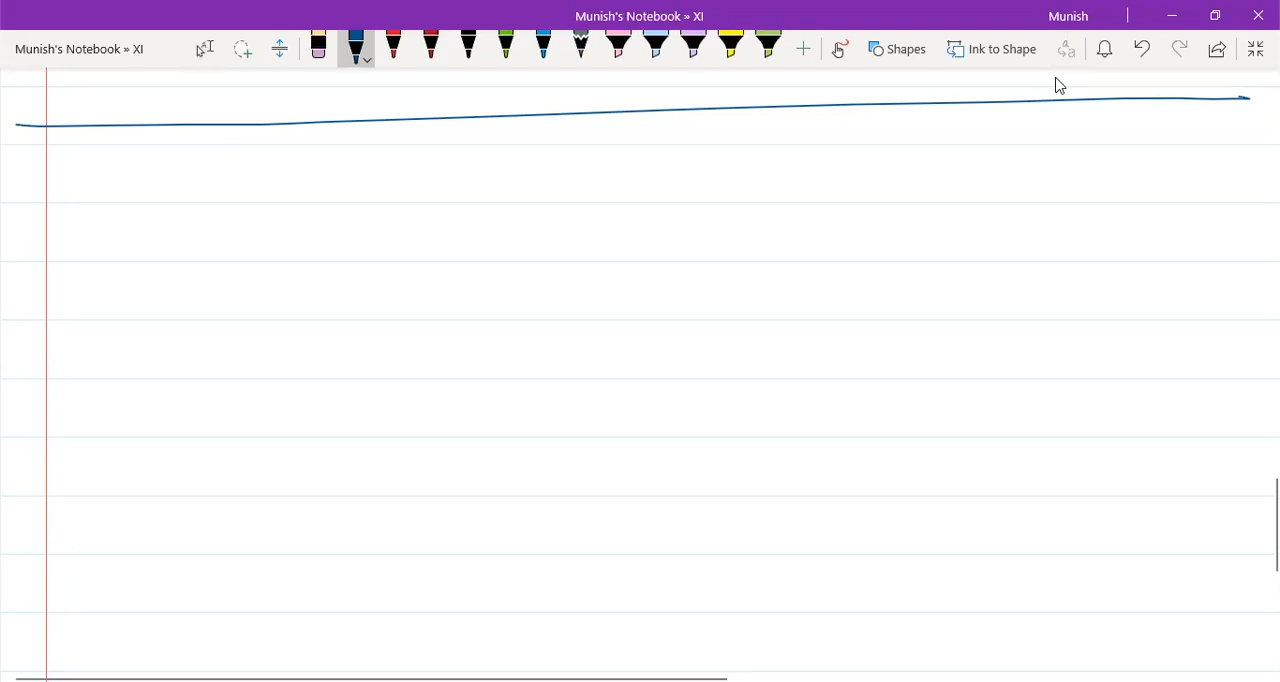 Munish's Notebook » XI
Munish
Munish's Notebook » XI
Shapes
Ink to Shape